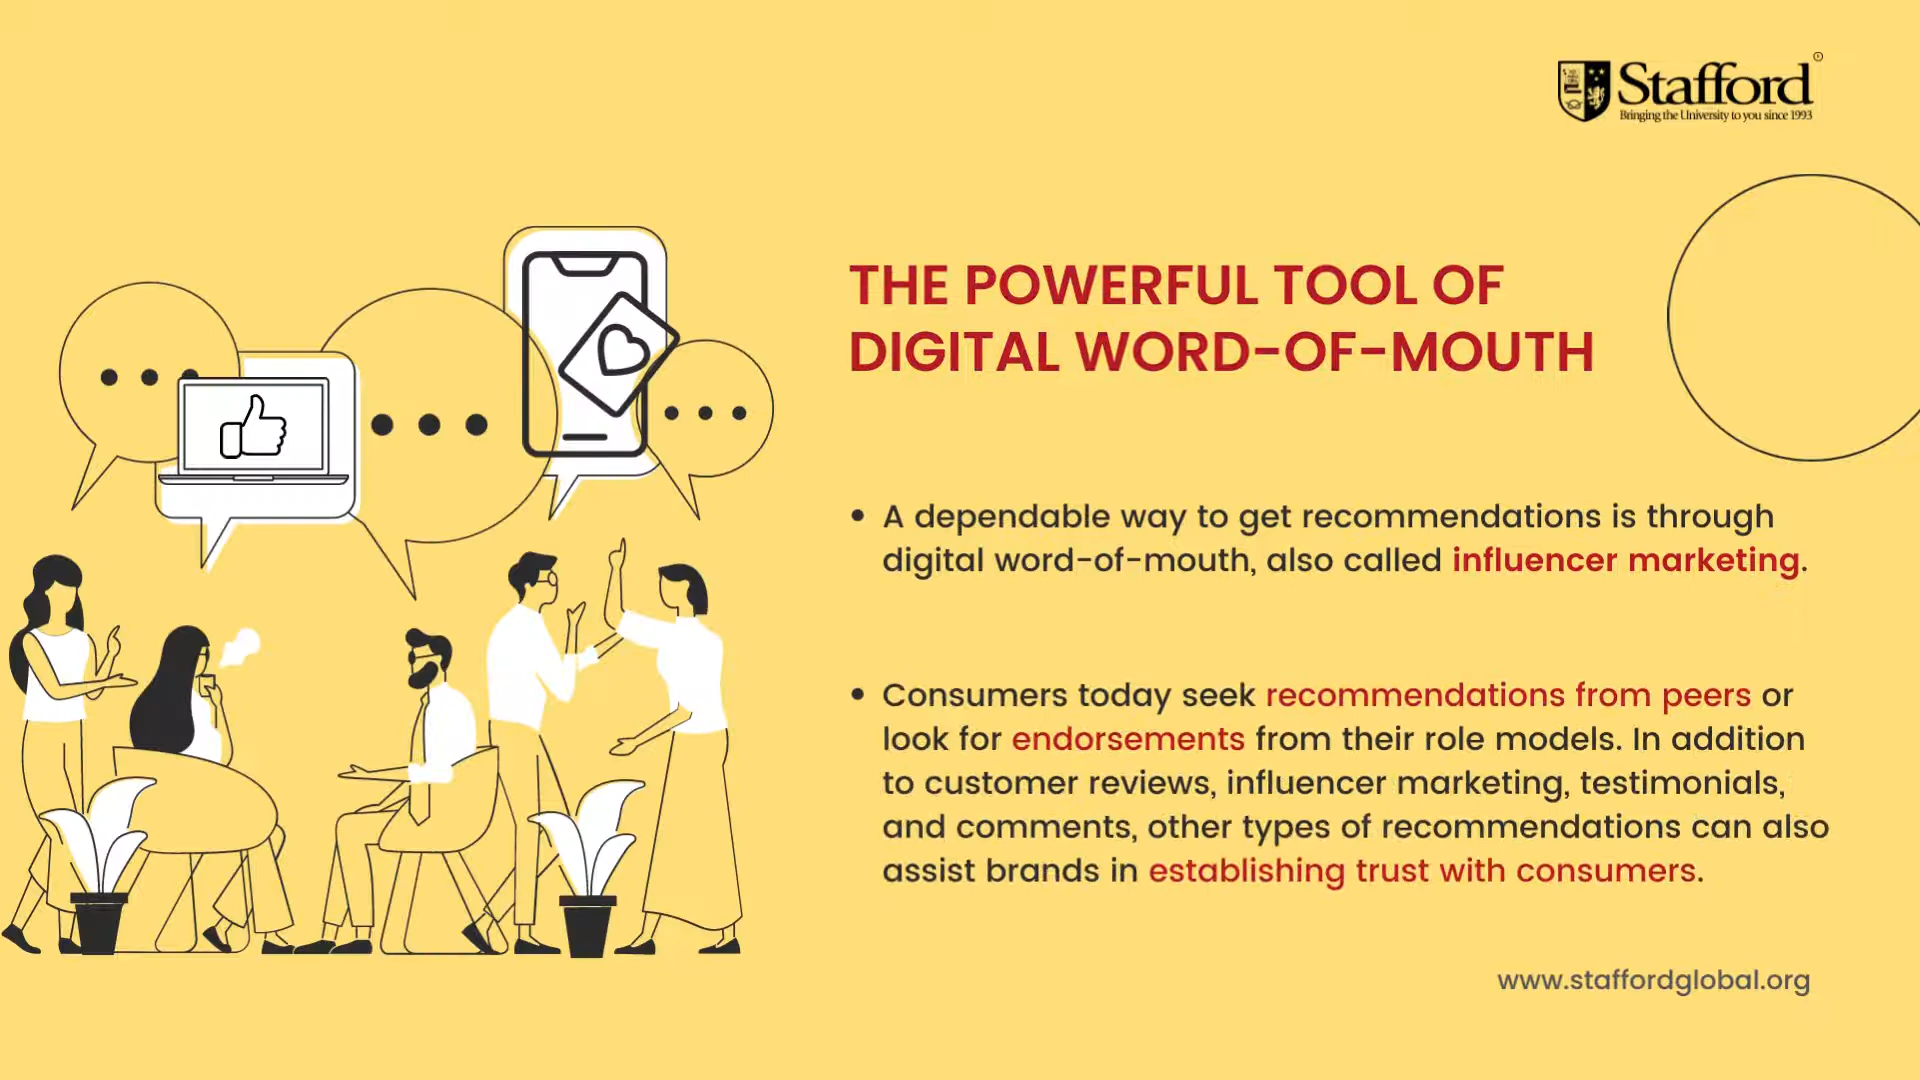 Stafford
Bringing the University to you since 1993
THE POWERFUL TOOL OF
DIGITAL WORD-OF-MOUTH
• A dependable way to get recommendations is through
digital word-of-mouth, also called influencer marketing.
• Consumers today seek recommendations from peers or
look for endorsements from their role models. In addition
to customer reviews, influencer marketing, testimonials,
and comments, other types of recommendations can also
assist brands in establishing trust with consumers.
www.staffordglobal.org